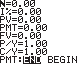 N=0.00
I%=0.00
PV=0.00
PMT=0.00
FV=0.00
P/Y=1.00
C/Y=1.00
PMT:END BEGIN